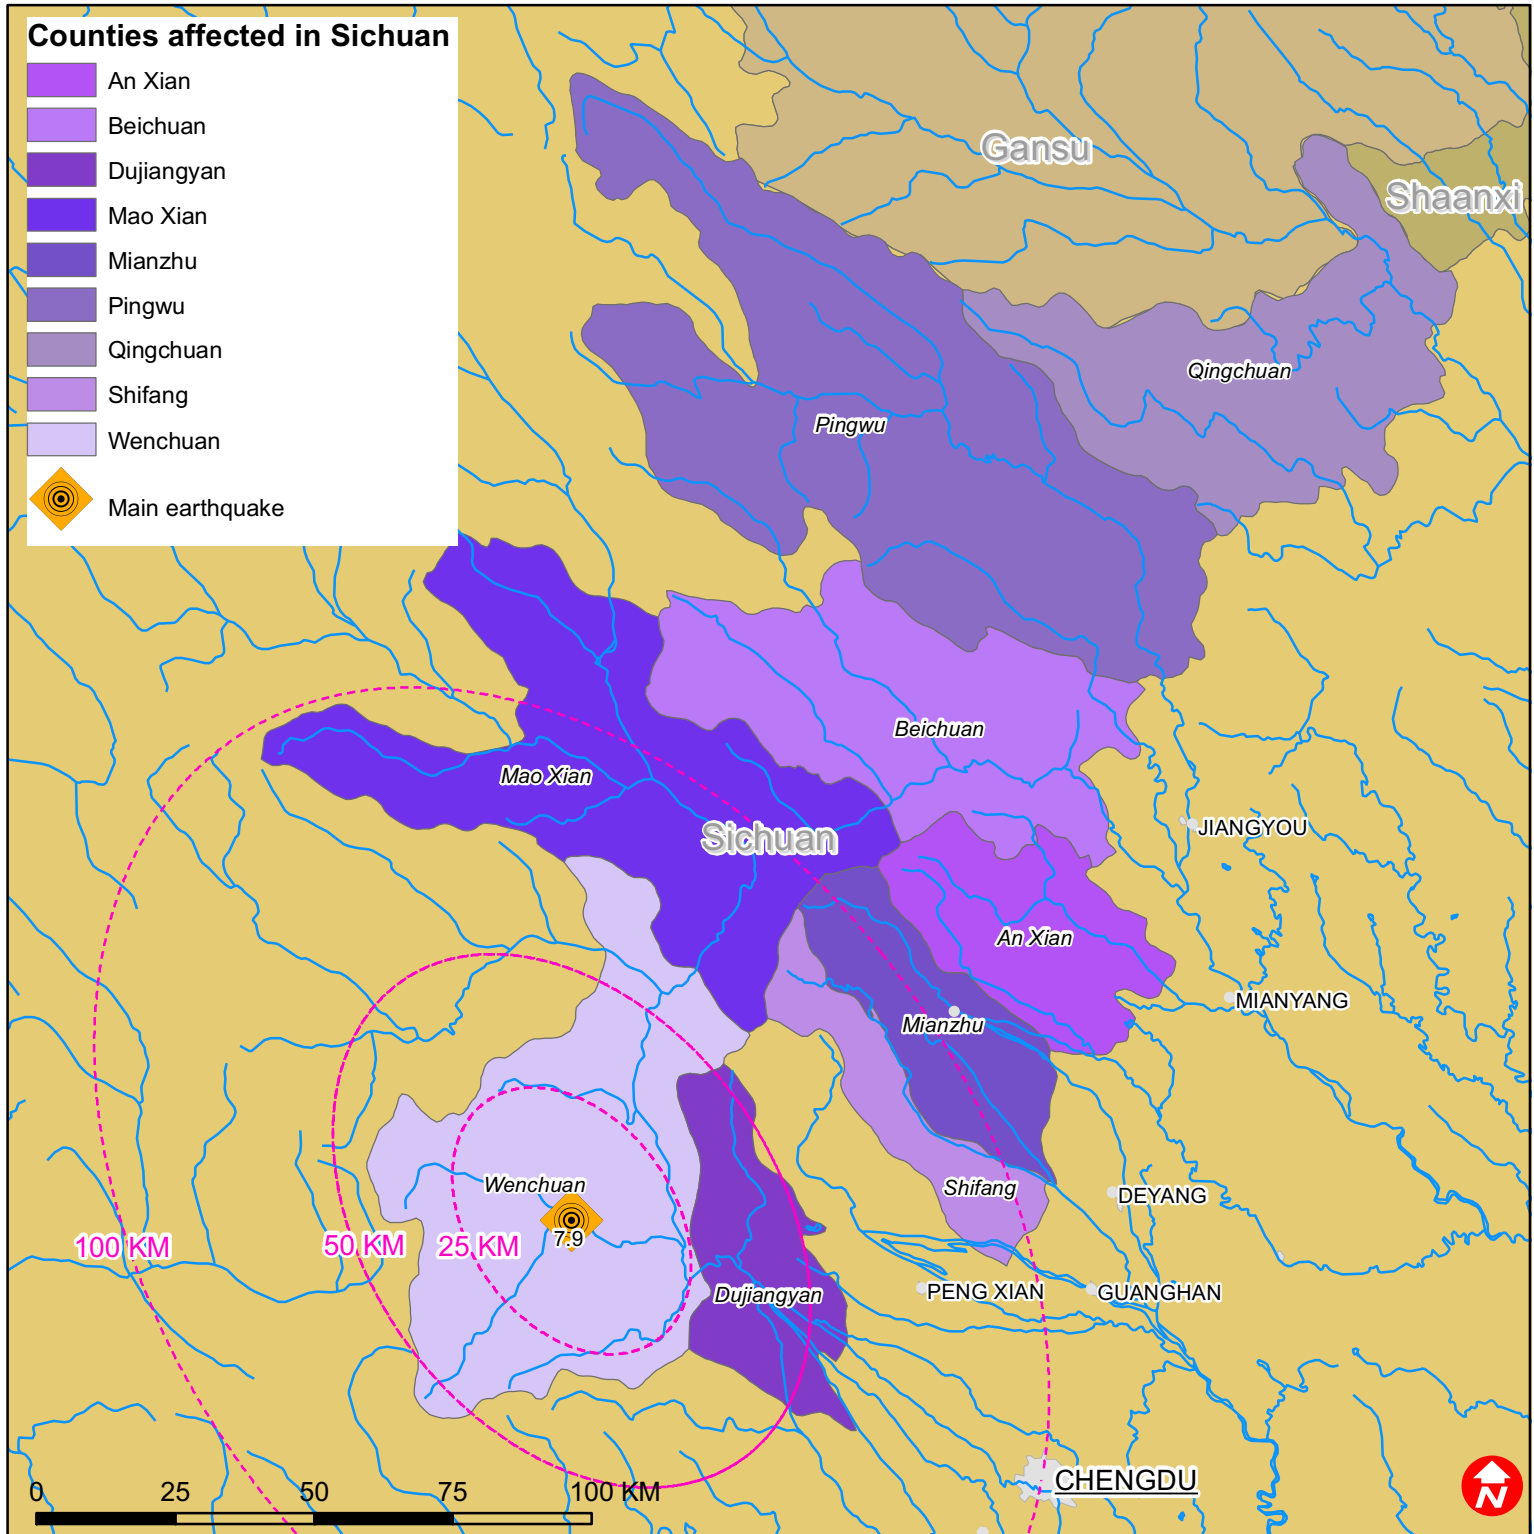 Counties affected in Sichuan
An Xian
Beichuan
Dujiangyan
Mao Xian
Mianzhu
Pingwu
Qingchuan
Shifang
Wenchuan
Main earthquake
Gansu
Shaanxi
Qingchuan
Pingwu
Beichuan
Mao Xian
Sichuan
JIANGYOU
An Xian
MIANYANG
Mianzhu
Wenchuan
Shifang
DEYANG
7.9
100 KM
50 KM
25 KM
Dujiangyan
PENG XIAN
GUANGHAN
CHENGDU
0 25 50 75 100 KM
N